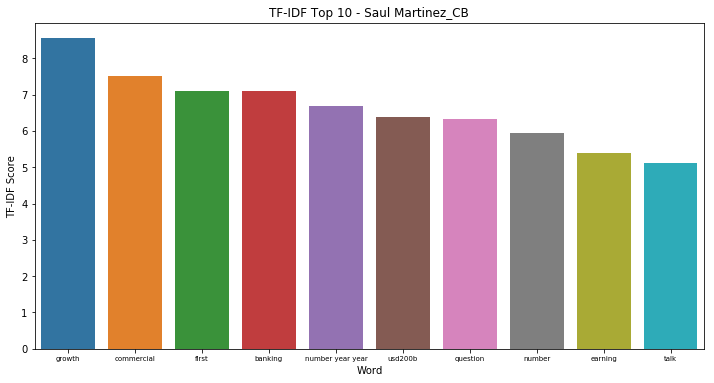 TF-IDF Top 10 - Saul Martinez_CB
TF-IDF Score
8
7
6
5
4
3
2
1
0
growth commercial first banking number year year usd200b question number earning talk
Word